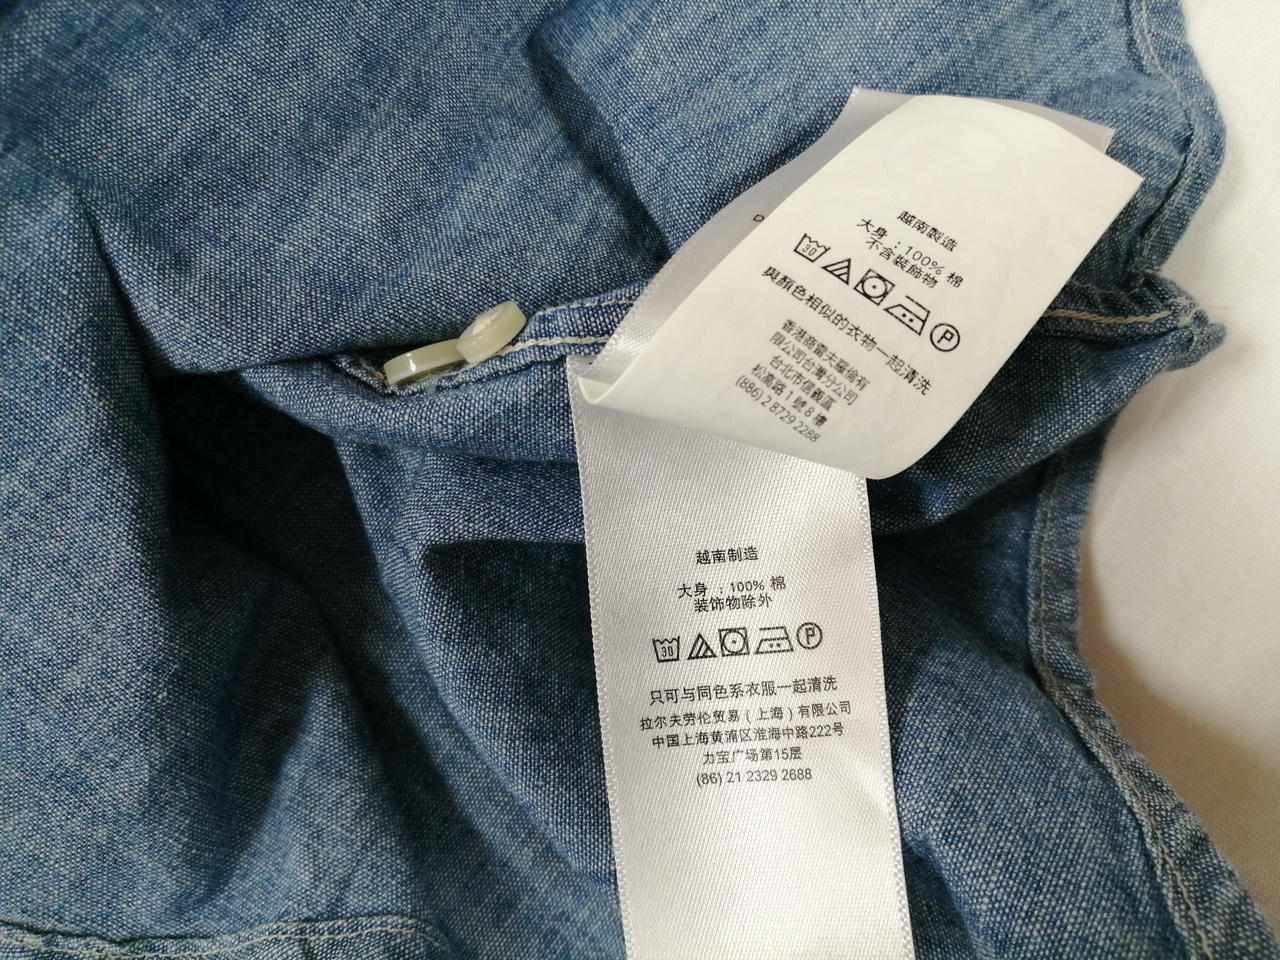 越南製造
大身 : 100% 棉
不含裝飾物
30 P
與顏色相似的衣物一起清洗
香港商富夫羅倫有
限公司台灣分公司
台北市信義區
松高路1號8樓
(886) 2 8729 2288
越南制造
大身 : 100% 棉
装饰物除外
30 P
只可与同色系衣服一起清洗
拉尔夫劳伦贸易（上海）有限公司
中国上海黄浦区淮海中路222号
力宝广场第15层
(86) 21 2329 2688